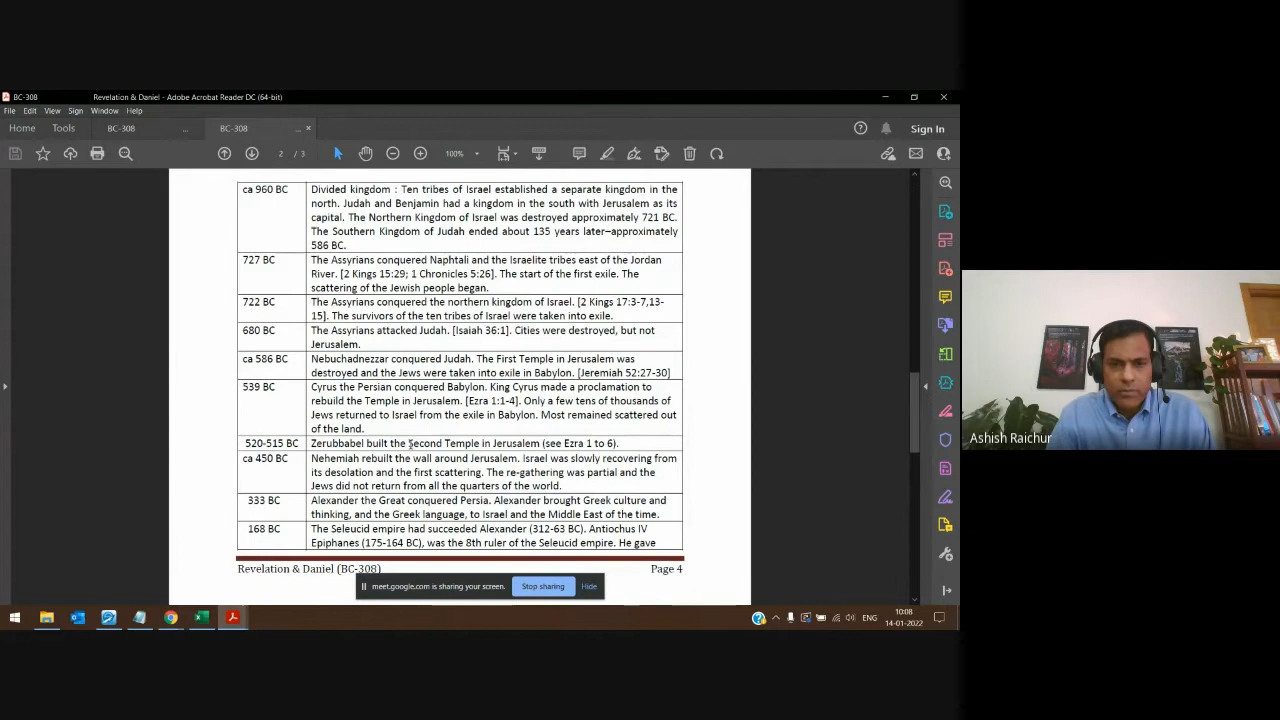 BC-308
Revelation & Daniel - Adobe Acrobat Reader DC (64-bit)
File Edit View Sign Window Help
Home Tools BC-308 ... BC-308 ... ×
Sign In
2 / 3
100%
ca 960 BC
Divided kingdom : Ten tribes of Israel established a separate kingdom in the
north. Judah and Benjamin had a kingdom in the south with Jerusalem as its
capital. The Northern Kingdom of Israel was destroyed approximately 721 BC.
The Southern Kingdom of Judah ended about 135 years later–approximately
586 BC.
727 BC
The Assyrians conquered Naphtali and the Israelite tribes east of the Jordan
River. [2 Kings 15:29; 1 Chronicles 5:26]. The start of the first exile. The
scattering of the Jewish people began.
722 BC
The Assyrians conquered the northern kingdom of Israel. [2 Kings 17:3-7,13-
15]. The survivors of the ten tribes of Israel were taken into exile.
680 BC
The Assyrians attacked Judah. [Isaiah 36:1]. Cities were destroyed, but not
Jerusalem.
ca 586 BC
Nebuchadnezzar conquered Judah. The First Temple in Jerusalem was
destroyed and the Jews were taken into exile in Babylon. [Jeremiah 52:27-30]
539 BC
Cyrus the Persian conquered Babylon. King Cyrus made a proclamation to
rebuild the Temple in Jerusalem. [Ezra 1:1-4]. Only a few tens of thousands of
Jews returned to Israel from the exile in Babylon. Most remained scattered out
of the land.
520-515 BC
Zerubbabel built the Second Temple in Jerusalem (see Ezra 1 to 6).
ca 450 BC
Nehemiah rebuilt the wall around Jerusalem. Israel was slowly recovering from
its desolation and the first scattering. The re-gathering was partial and the
Jews did not return from all the quarters of the world.
333 BC
Alexander the Great conquered Persia. Alexander brought Greek culture and
thinking, and the Greek language, to Israel and the Middle East of the time.
168 BC
The Seleucid empire had succeeded Alexander (312-63 BC). Antiochus IV
Epiphanes (175-164 BC), was the 8th ruler of the Seleucid empire. He gave
Revelation & Daniel (BC-308)
Page 4
meet.google.com is sharing your screen. Stop sharing Hide
Ashish Raichur
ENG
10:08
14-01-2022